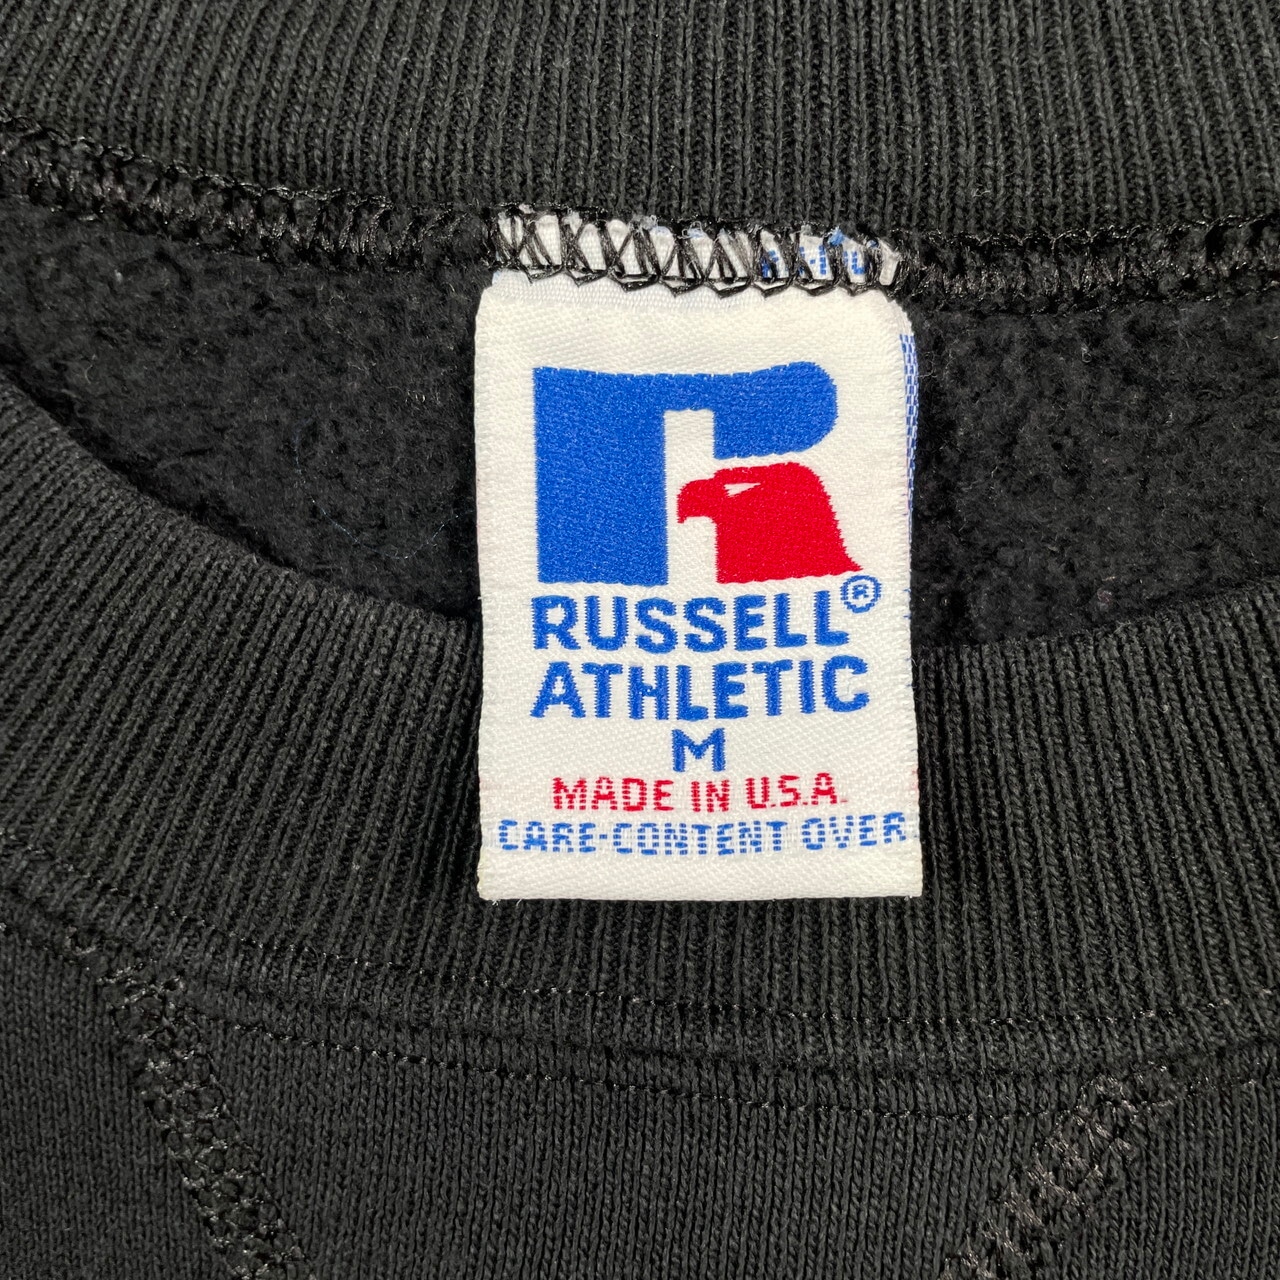 RUSSELL®
ATHLETIC
M
MADE IN U.S.A.
CARE-CONTENT OVER